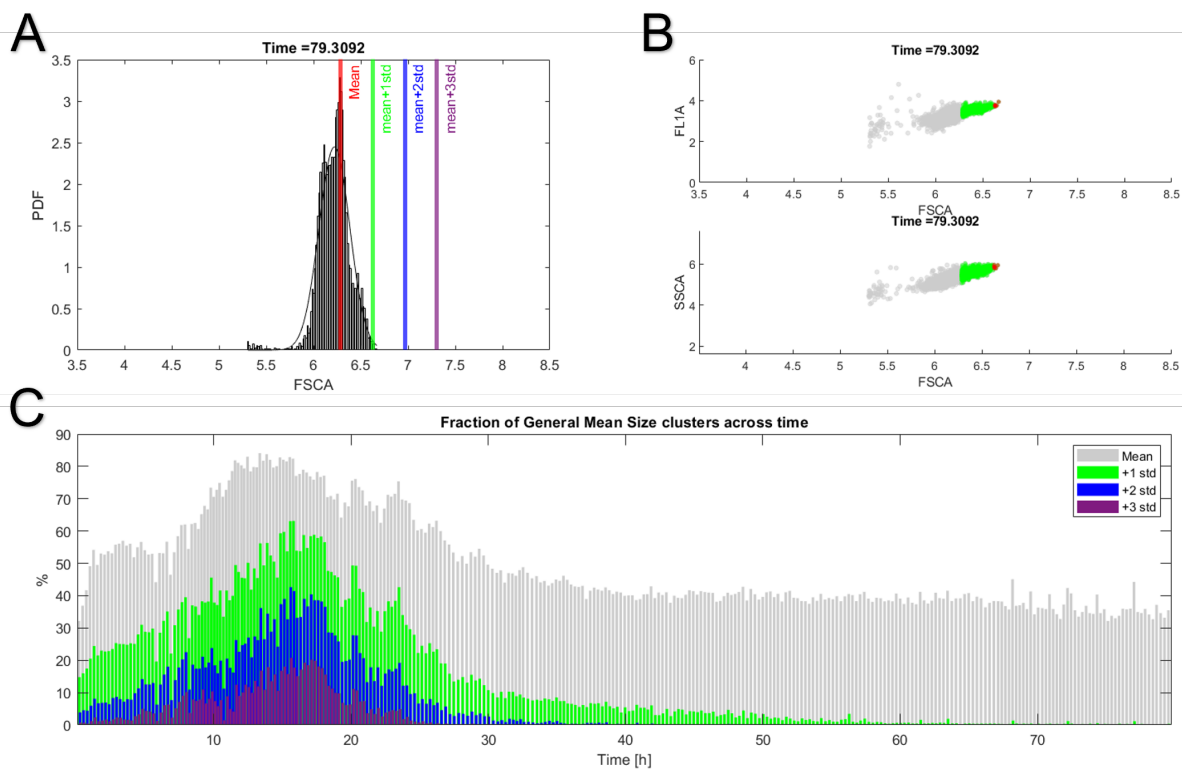 A
Time =79.3092
3.5
3
2.5
2
1.5
1
0.5
0
PDF
Mean
mean+1std
mean+2std
mean+3std
3.5 4 4.5 5 5.5 6 6.5 7 7.5 8 8.5
FSCA
B
Time =79.3092
6
4
2
0
FL1A
3.5 4 4.5 5 5.5 6 6.5 7 7.5 8 8.5
FSCA
Time =79.3092
6
4
2
SSCA
4 4.5 5 5.5 6 6.5 7 7.5 8 8.5
FSCA
C
Fraction of General Mean Size clusters across time
90
80
70
60
50
40
30
20
10
0
%
Mean
+1 std
+2 std
+3 std
10 20 30 40 50 60 70
Time [h]